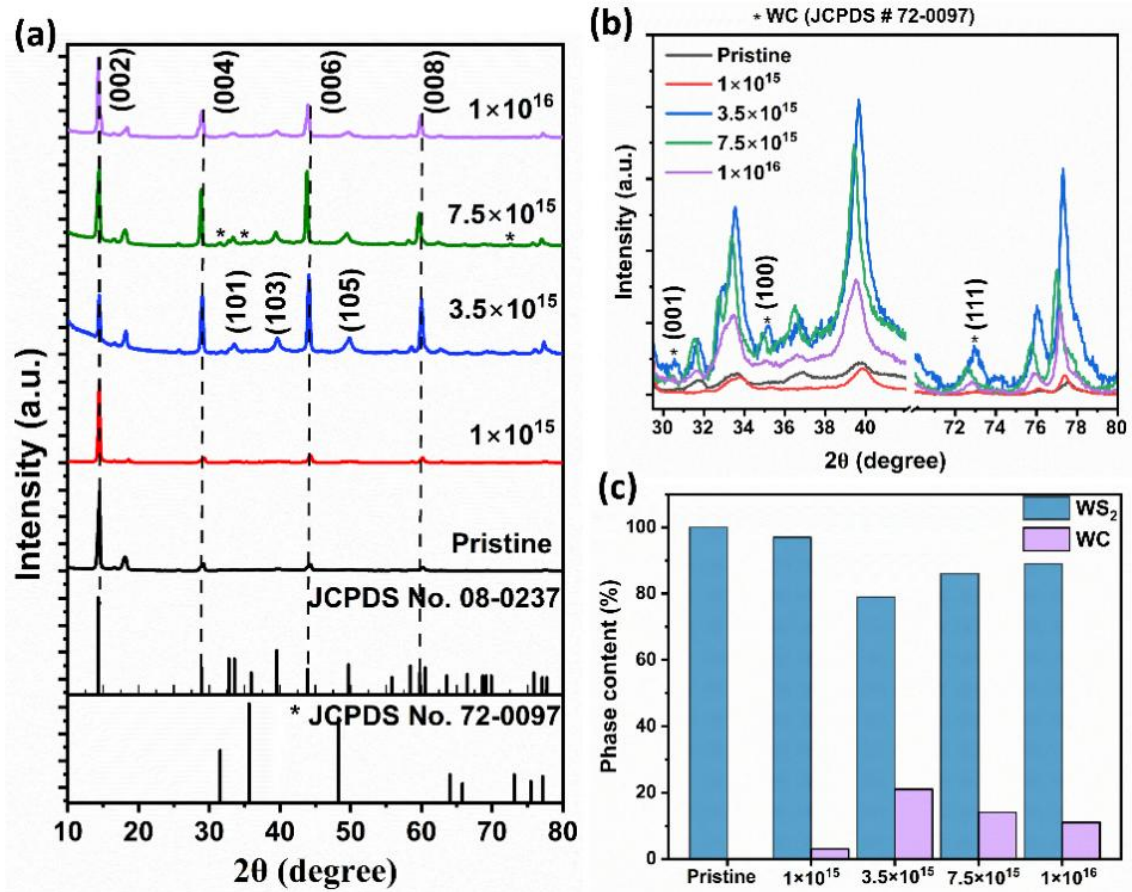 (a)
(002)
(004)
(006)
(008)
1×10¹⁶
7.5×10¹⁵
* * *
3.5×10¹⁵
(101)
(103)
(105)
1×10¹⁵
Pristine
JCPDS No. 08-0237
* JCPDS No. 72-0097
Intensity (a.u.)
10 20 30 40 50 60 70 80
2θ (degree)
(b)
* WC (JCPDS # 72-0097)
Pristine
1×10¹⁵
3.5×10¹⁵
7.5×10¹⁵
1×10¹⁶
* (001)
* (100)
* (111)
Intensity (a.u.)
30 32 34 36 38 40 72 74 76 78 80
2θ (degree)
(c)
WS₂
WC
Phase content (%)
100
80
60
40
20
0
Pristine 1×10¹⁵ 3.5×10¹⁵ 7.5×10¹⁵ 1×10¹⁶